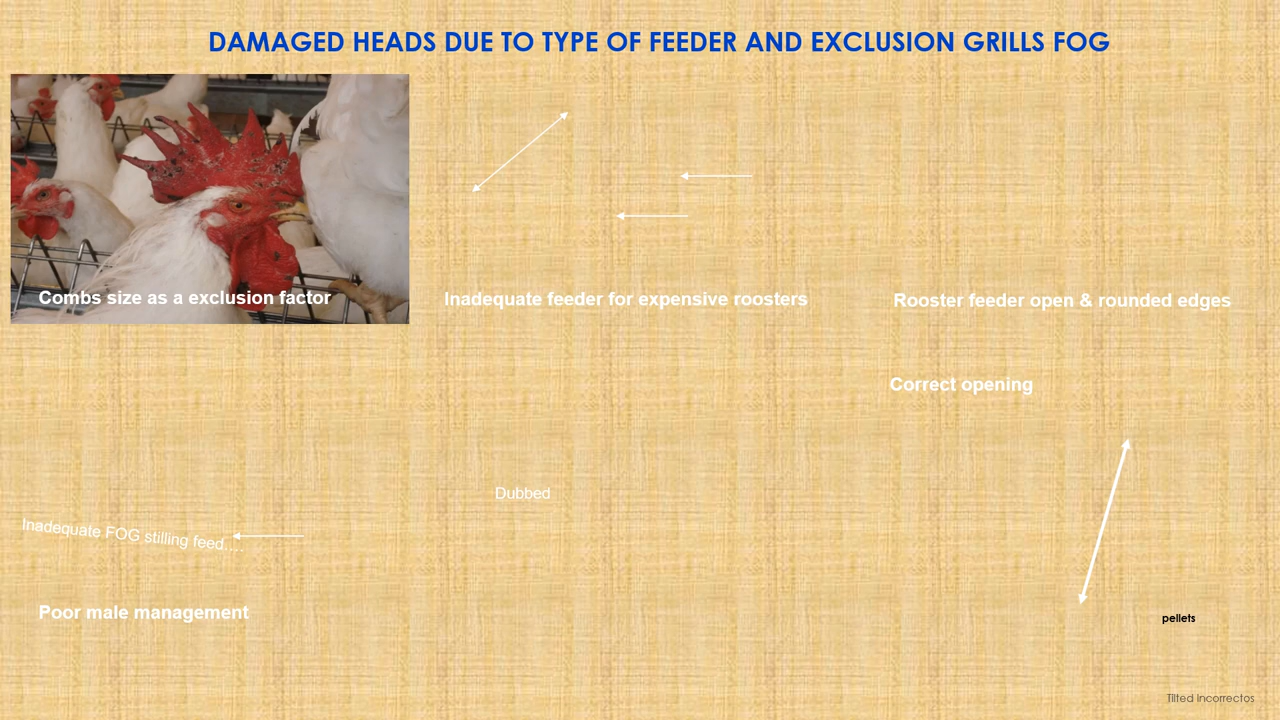 DAMAGED HEADS DUE TO TYPE OF FEEDER AND EXCLUSION GRILLS FOG
Combs size as a exclusion factor
Inadequate feeder for expensive roosters
Rooster feeder open & rounded edges
Correct opening
Dubbed
Inadequate FOG stilling feed....
Poor male management
pellets
Tilted incorrectos